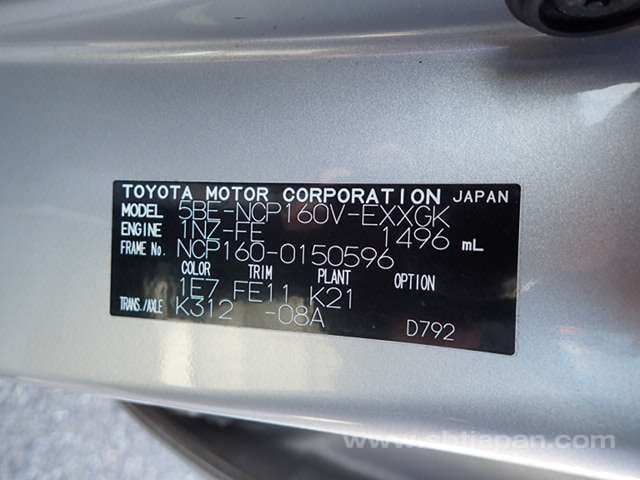 TOYOTA MOTOR CORPORATION JAPAN
MODEL 5BE-NCP160V-EXXGK
ENGINE 1NZ-FE 1496 mL
FRAME No. NCP160-0150596
COLOR TRIM PLANT OPTION
1E7 FE11 K21
TRANS./AXLE K312 -08A
D792
www.sbtjapan.com